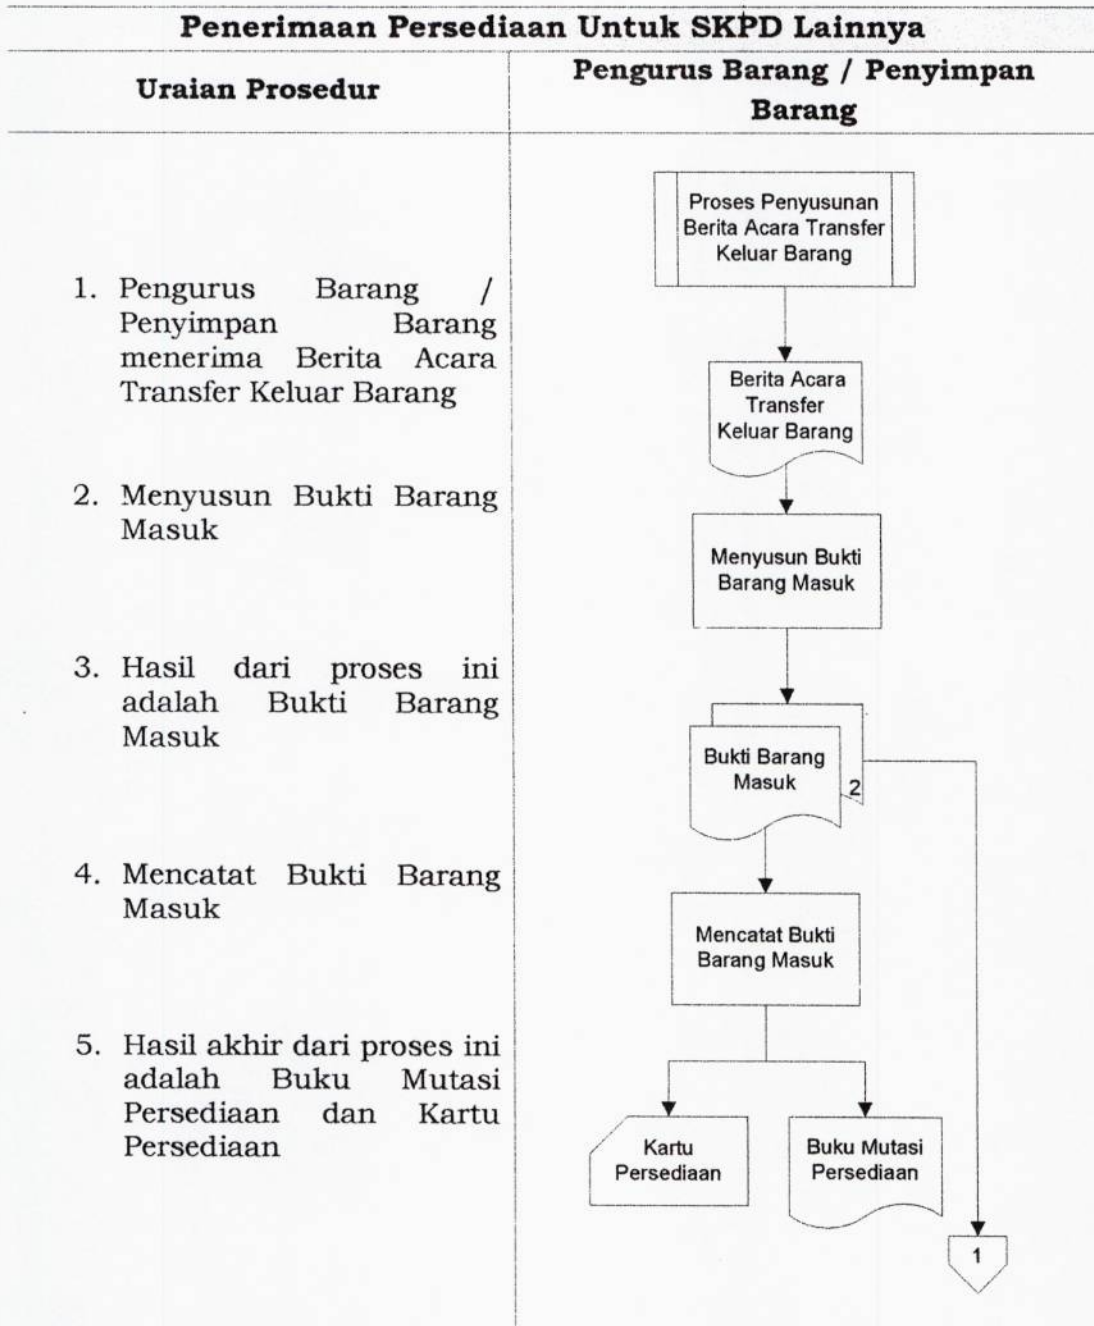 Penerimaan Persediaan Untuk SKPD Lainnya
Uraian Prosedur
Pengurus Barang / Penyimpan
Barang
1. Pengurus Barang /
Penyimpan Barang
menerima Berita Acara
Transfer Keluar Barang
2. Menyusun Bukti Barang
Masuk
3. Hasil dari proses ini
adalah Bukti Barang
Masuk
4. Mencatat Bukti Barang
Masuk
5. Hasil akhir dari proses ini
adalah Buku Mutasi
Persediaan dan Kartu
Persediaan
Proses Penyusunan
Berita Acara Transfer
Keluar Barang
Berita Acara
Transfer
Keluar Barang
Menyusun Bukti
Barang Masuk
Bukti Barang
Masuk
2
Mencatat Bukti
Barang Masuk
Kartu
Persediaan
Buku Mutasi
Persediaan
1